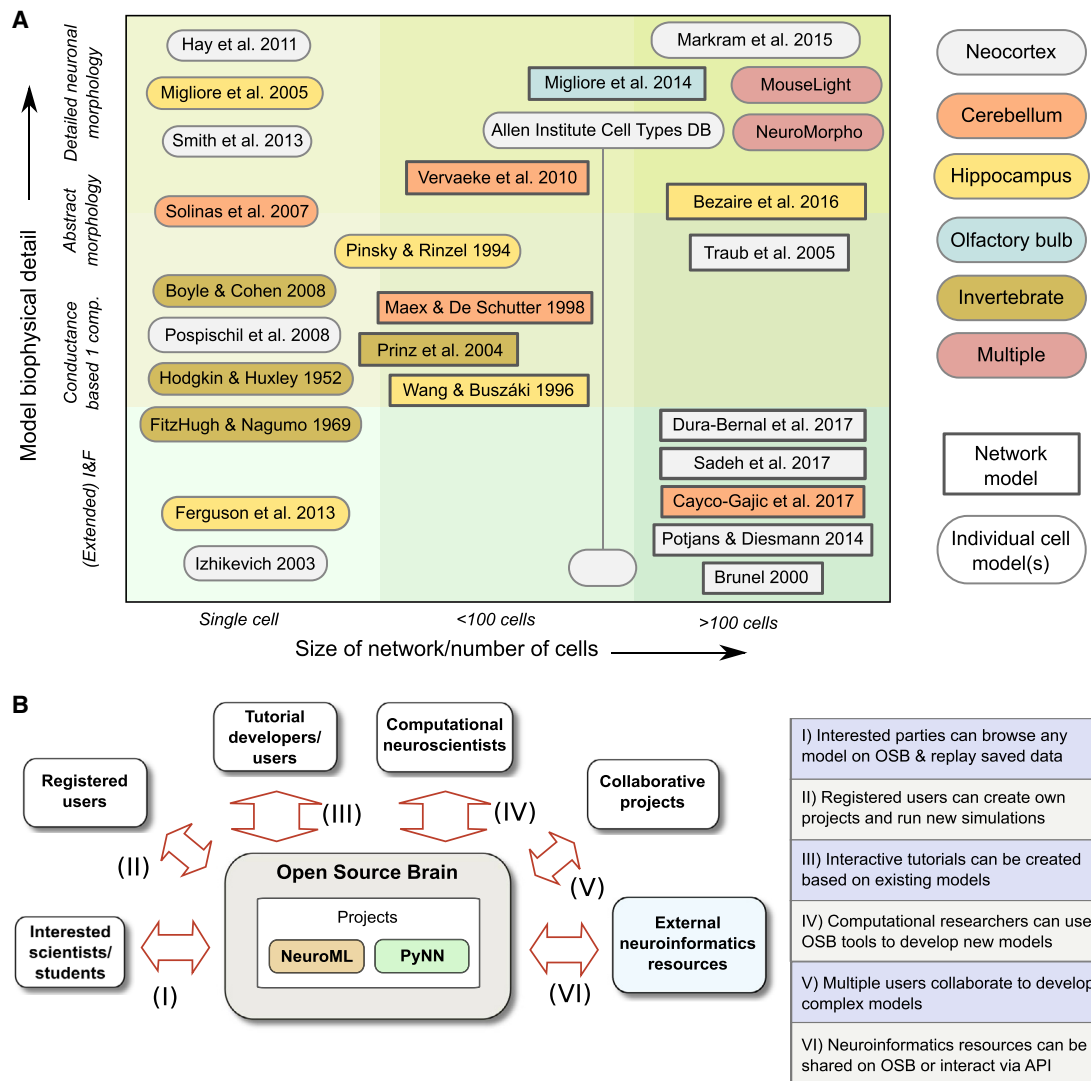 A
Model biophysical detail
Detailed neuronal
morphology
Abstract
morphology
Conductance
based 1 comp.
(Extended) I&F
Hay et al. 2011
Markram et al. 2015
Migliore et al. 2005
Migliore et al. 2014
MouseLight
Smith et al. 2013
Allen Institute Cell Types DB
NeuroMorpho
Vervaeke et al. 2010
Solinas et al. 2007
Bezaire et al. 2016
Pinsky & Rinzel 1994
Traub et al. 2005
Boyle & Cohen 2008
Maex & De Schutter 1998
Pospischil et al. 2008
Prinz et al. 2004
Hodgkin & Huxley 1952
Wang & Buszáki 1996
FitzHugh & Nagumo 1969
Dura-Bernal et al. 2017
Sadeh et al. 2017
Cayco-Gajic et al. 2017
Ferguson et al. 2013
Potjans & Diesmann 2014
Izhikevich 2003
Brunel 2000
Single cell
<100 cells
>100 cells
Size of network/number of cells
Neocortex
Cerebellum
Hippocampus
Olfactory bulb
Invertebrate
Multiple
Network
model
Individual cell
model(s)
B
Registered
users
Tutorial
developers/
users
Computational
neuroscientists
Collaborative
projects
(II)
(III)
(IV)
(V)
Interested
scientists/
students
(I)
Open Source Brain
Projects
NeuroML
PyNN
(VI)
External
neuroinformatics
resources
I) Interested parties can browse any
model on OSB & replay saved data
II) Registered users can create own
projects and run new simulations
III) Interactive tutorials can be created
based on existing models
IV) Computational researchers can use
OSB tools to develop new models
V) Multiple users collaborate to develop
complex models
VI) Neuroinformatics resources can be
shared on OSB or interact via API